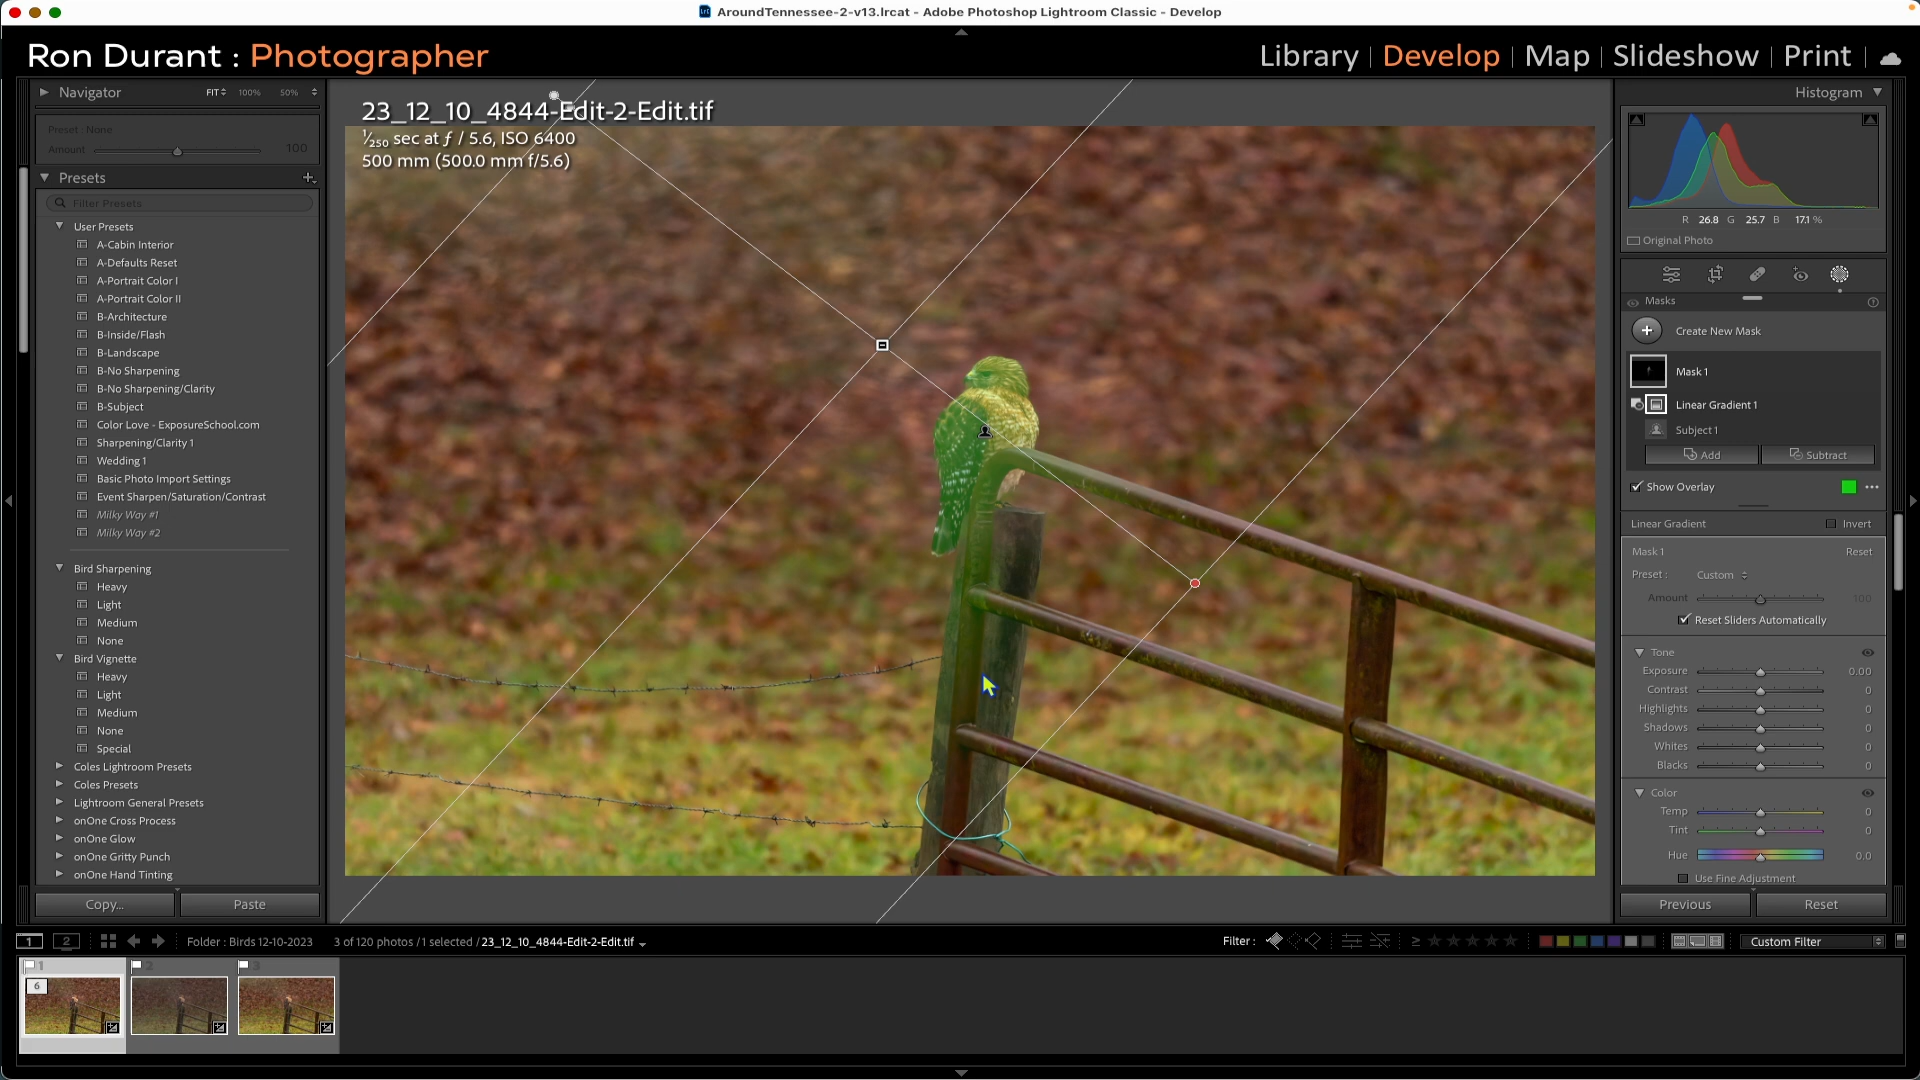 AroundTennessee-2-v13.lrcat - Adobe Photoshop Lightroom Classic - Develop
Ron Durant : Photographer
Library | Develop | Map | Slideshow | Print
Navigator FIT 100% 50%
Preset : None
Amount 100
Presets
Filter Presets
User Presets
A-Cabin Interior
A-Defaults Reset
A-Portrait Color I
A-Portrait Color II
B-Architecture
B-Inside/Flash
B-Landscape
B-No Sharpening
B-No Sharpening/Clarity
B-Subject
Color Love - ExposureSchool.com
Sharpening/Clarity 1
Wedding 1
Basic Photo Import Settings
Event Sharpen/Saturation/Contrast
Milky Way #1
Milky Way #2
Bird Sharpening
Heavy
Light
Medium
None
Bird Vignette
Heavy
Light
Medium
None
Special
Coles Lightroom Presets
Coles Presets
Lightroom General Presets
onOne Cross Process
onOne Glow
onOne Gritty Punch
onOne Hand Tinting
Copy... Paste
23_12_10_4844-Edit-2-Edit.tif
1/250 sec at ƒ / 5.6, ISO 6400
500 mm (500.0 mm f/5.6)
Histogram
R 26.8 G 25.7 B 17.1 %
Original Photo
Masks
Create New Mask
Mask 1
Linear Gradient 1
Subject 1
Add Subtract
Show Overlay
Linear Gradient Invert
Mask 1 Reset
Preset : Custom
Amount 100
Reset Sliders Automatically
Tone
Exposure 0.00
Contrast 0
Highlights 0
Shadows 0
Whites 0
Blacks 0
Color
Temp 0
Tint 0
Hue 0.0
Use Fine Adjustment
Previous Reset
1 2 Folder : Birds 12-10-2023 3 of 120 photos / 1 selected / 23_12_10_4844-Edit-2-Edit.tif Filter : ≥ Custom Filter
1 2 3
6